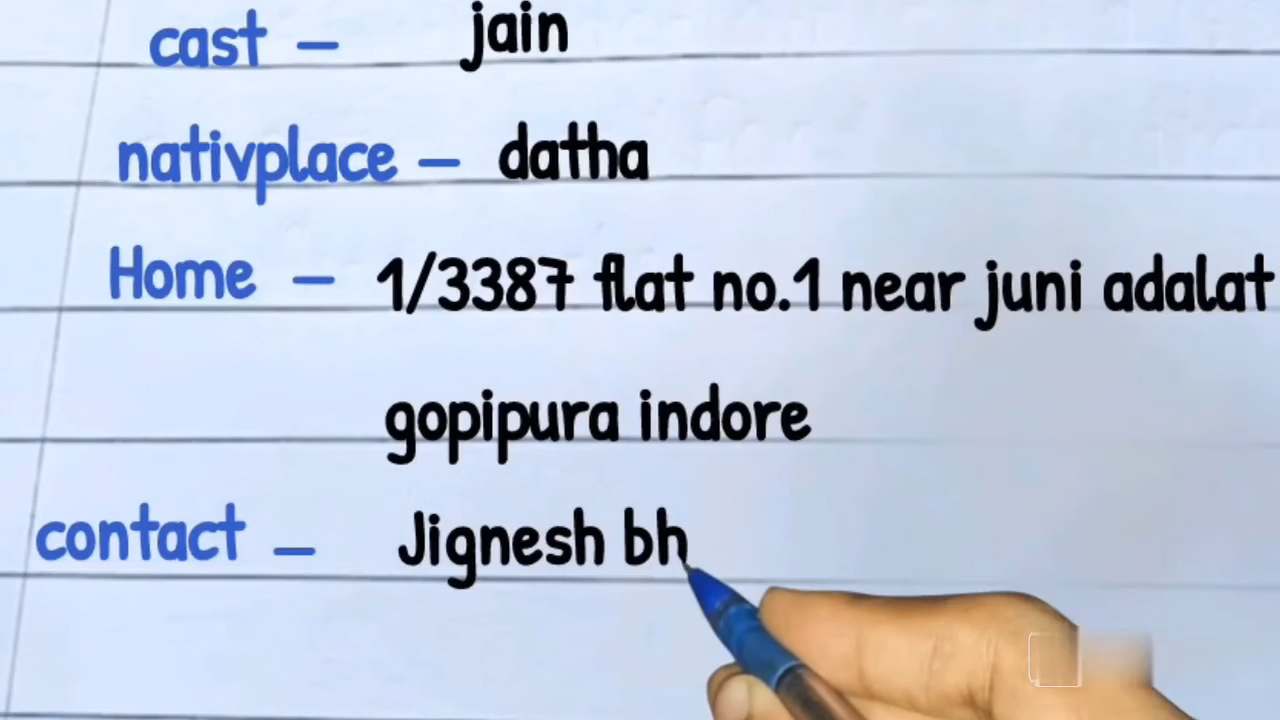 cast – jain
nativplace – datha
Home – 1/3387 flat no.1 near juni adalat
gopipura indore
contact – Jignesh bh